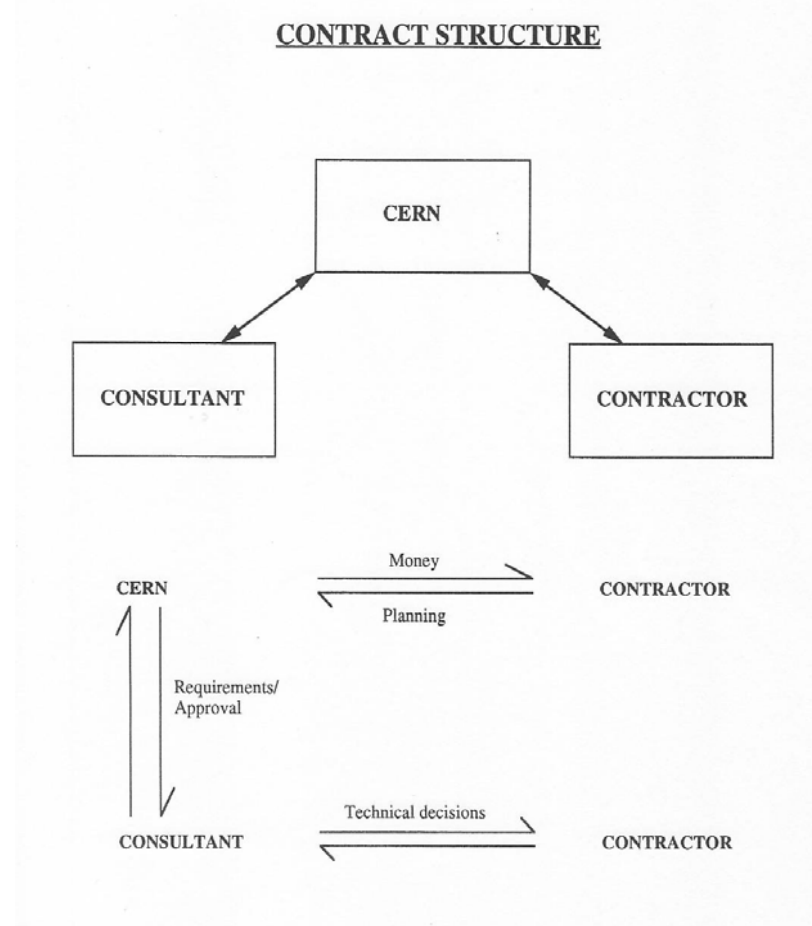 CONTRACT STRUCTURE
CERN
CONSULTANT
CONTRACTOR
Money
CERN
CONTRACTOR
Planning
Requirements/
Approval
Technical decisions
CONSULTANT
CONTRACTOR